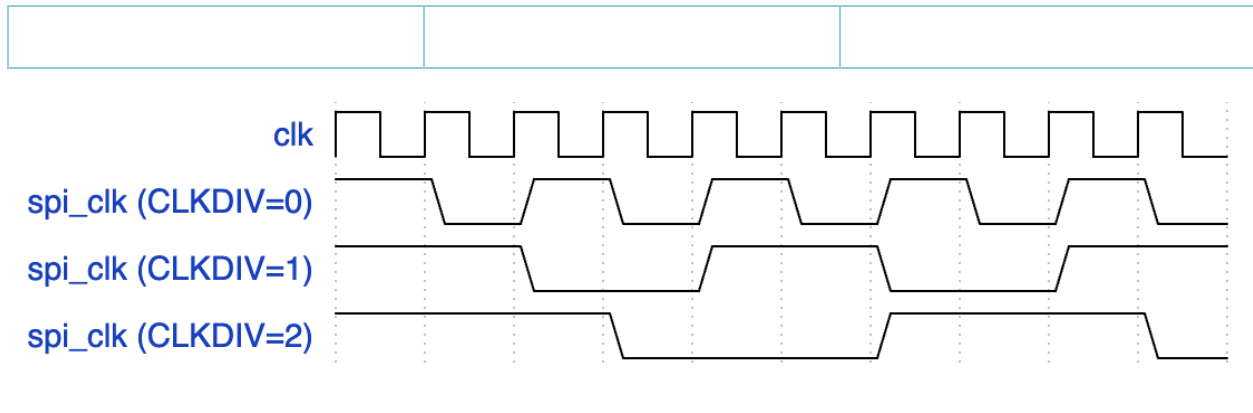 clk
spi_clk (CLKDIV=0)
spi_clk (CLKDIV=1)
spi_clk (CLKDIV=2)